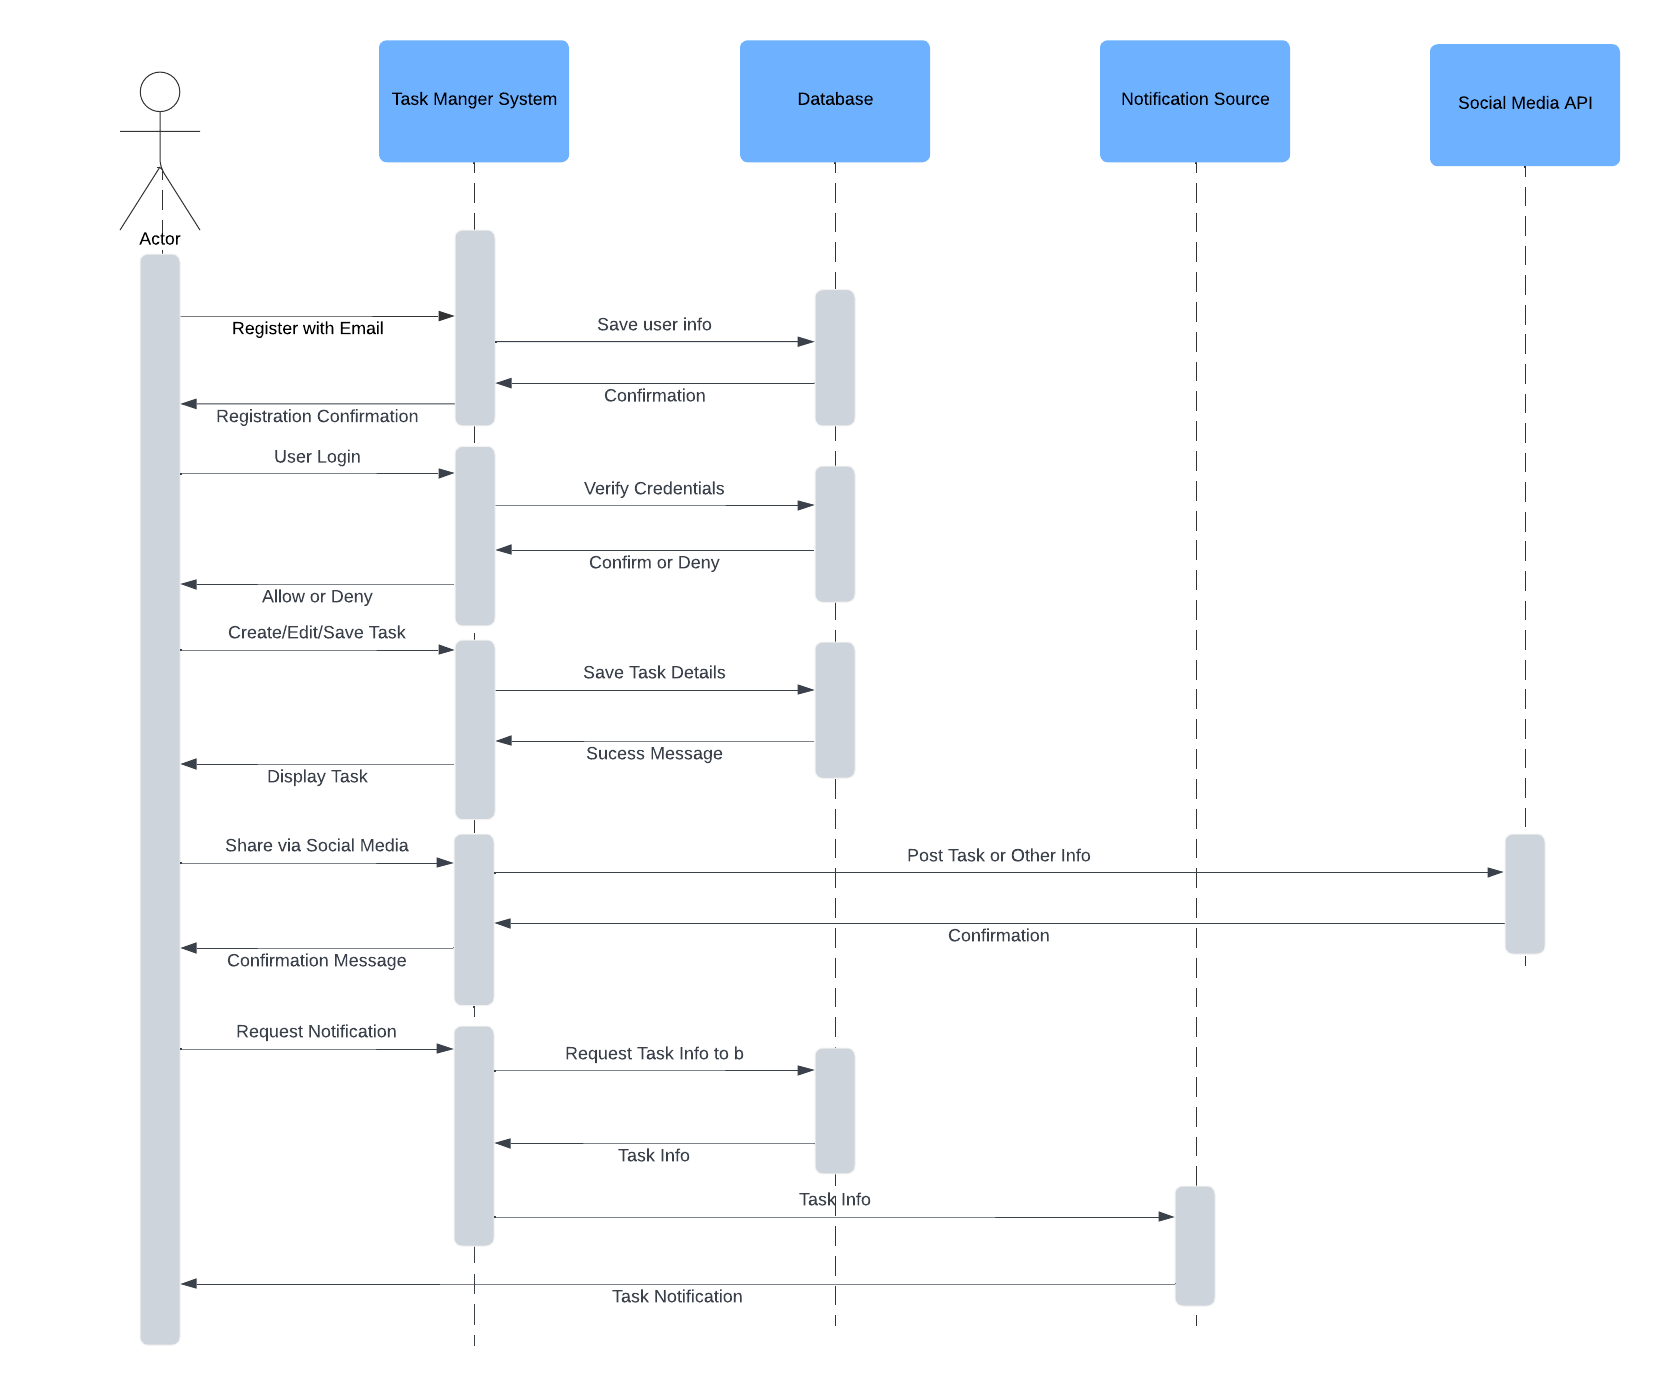 Task Manger System
Database
Notification Source
Social Media API
Actor
Register with Email
Save user info
Confirmation
Registration Confirmation
User Login
Verify Credentials
Confirm or Deny
Allow or Deny
Create/Edit/Save Task
Save Task Details
Sucess Message
Display Task
Share via Social Media
Post Task or Other Info
Confirmation
Confirmation Message
Request Notification
Request Task Info to b
Task Info
Task Info
Task Notification